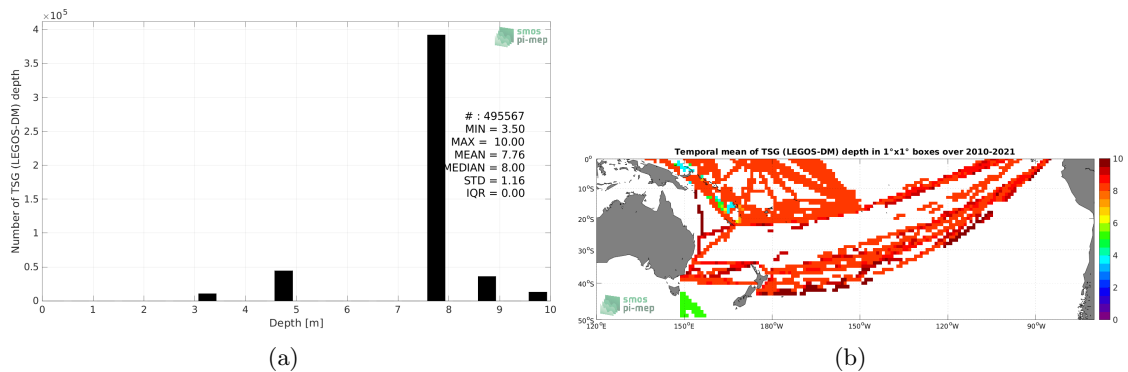 ×10⁵
4
3.5
3
2.5
2
1.5
1
0.5
0
0 1 2 3 4 5 6 7 8 9 10
Number of TSG (LEGOS-DM) depth
Depth [m]
smos
pi-mep
# : 495567
MIN = 3.50
MAX = 10.00
MEAN = 7.76
MEDIAN = 8.00
STD = 1.16
IQR = 0.00
(a)
Temporal mean of TSG (LEGOS-DM) depth in 1°x1° boxes over 2010-2021
0°
10°S
20°S
30°S
40°S
50°S
120°E 150°E 180°W 150°W 120°W 90°W
smos
pi-mep
10
8
6
4
2
0
(b)